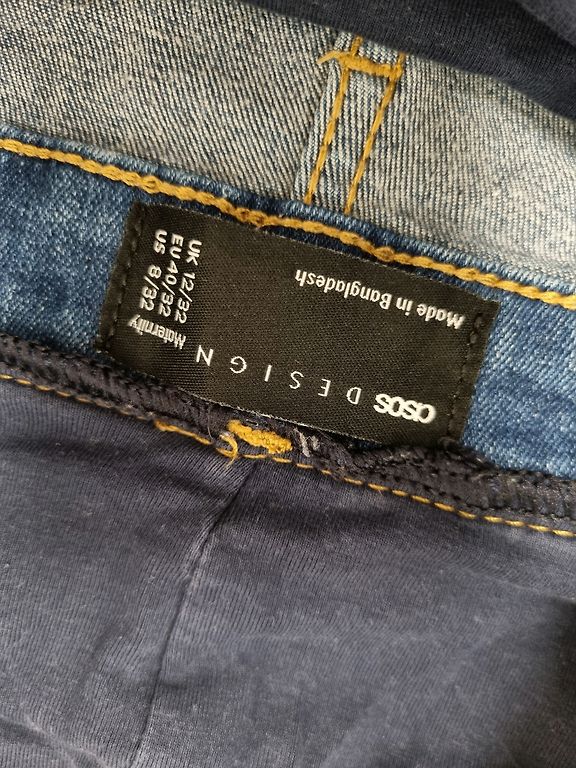 asos DESIGN
Maternity
UK 12/32
EU 40/32
US 8/32
Made in Bangladesh